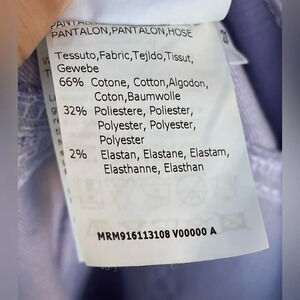 PANTALON,PANTALON,HOSE
Tessuto,Fabric,Tejldo,Tissut,
Gewebe
66% Cotone, Cotton,Algodon,
Coton,Baumwolle
32% Poliestere, Poliester,
Polyester, Polyester,
Polyester
2% Elastan, Elastane, Elastam,
Elasthanne, Elasthan
MRM916113108 V00000 A